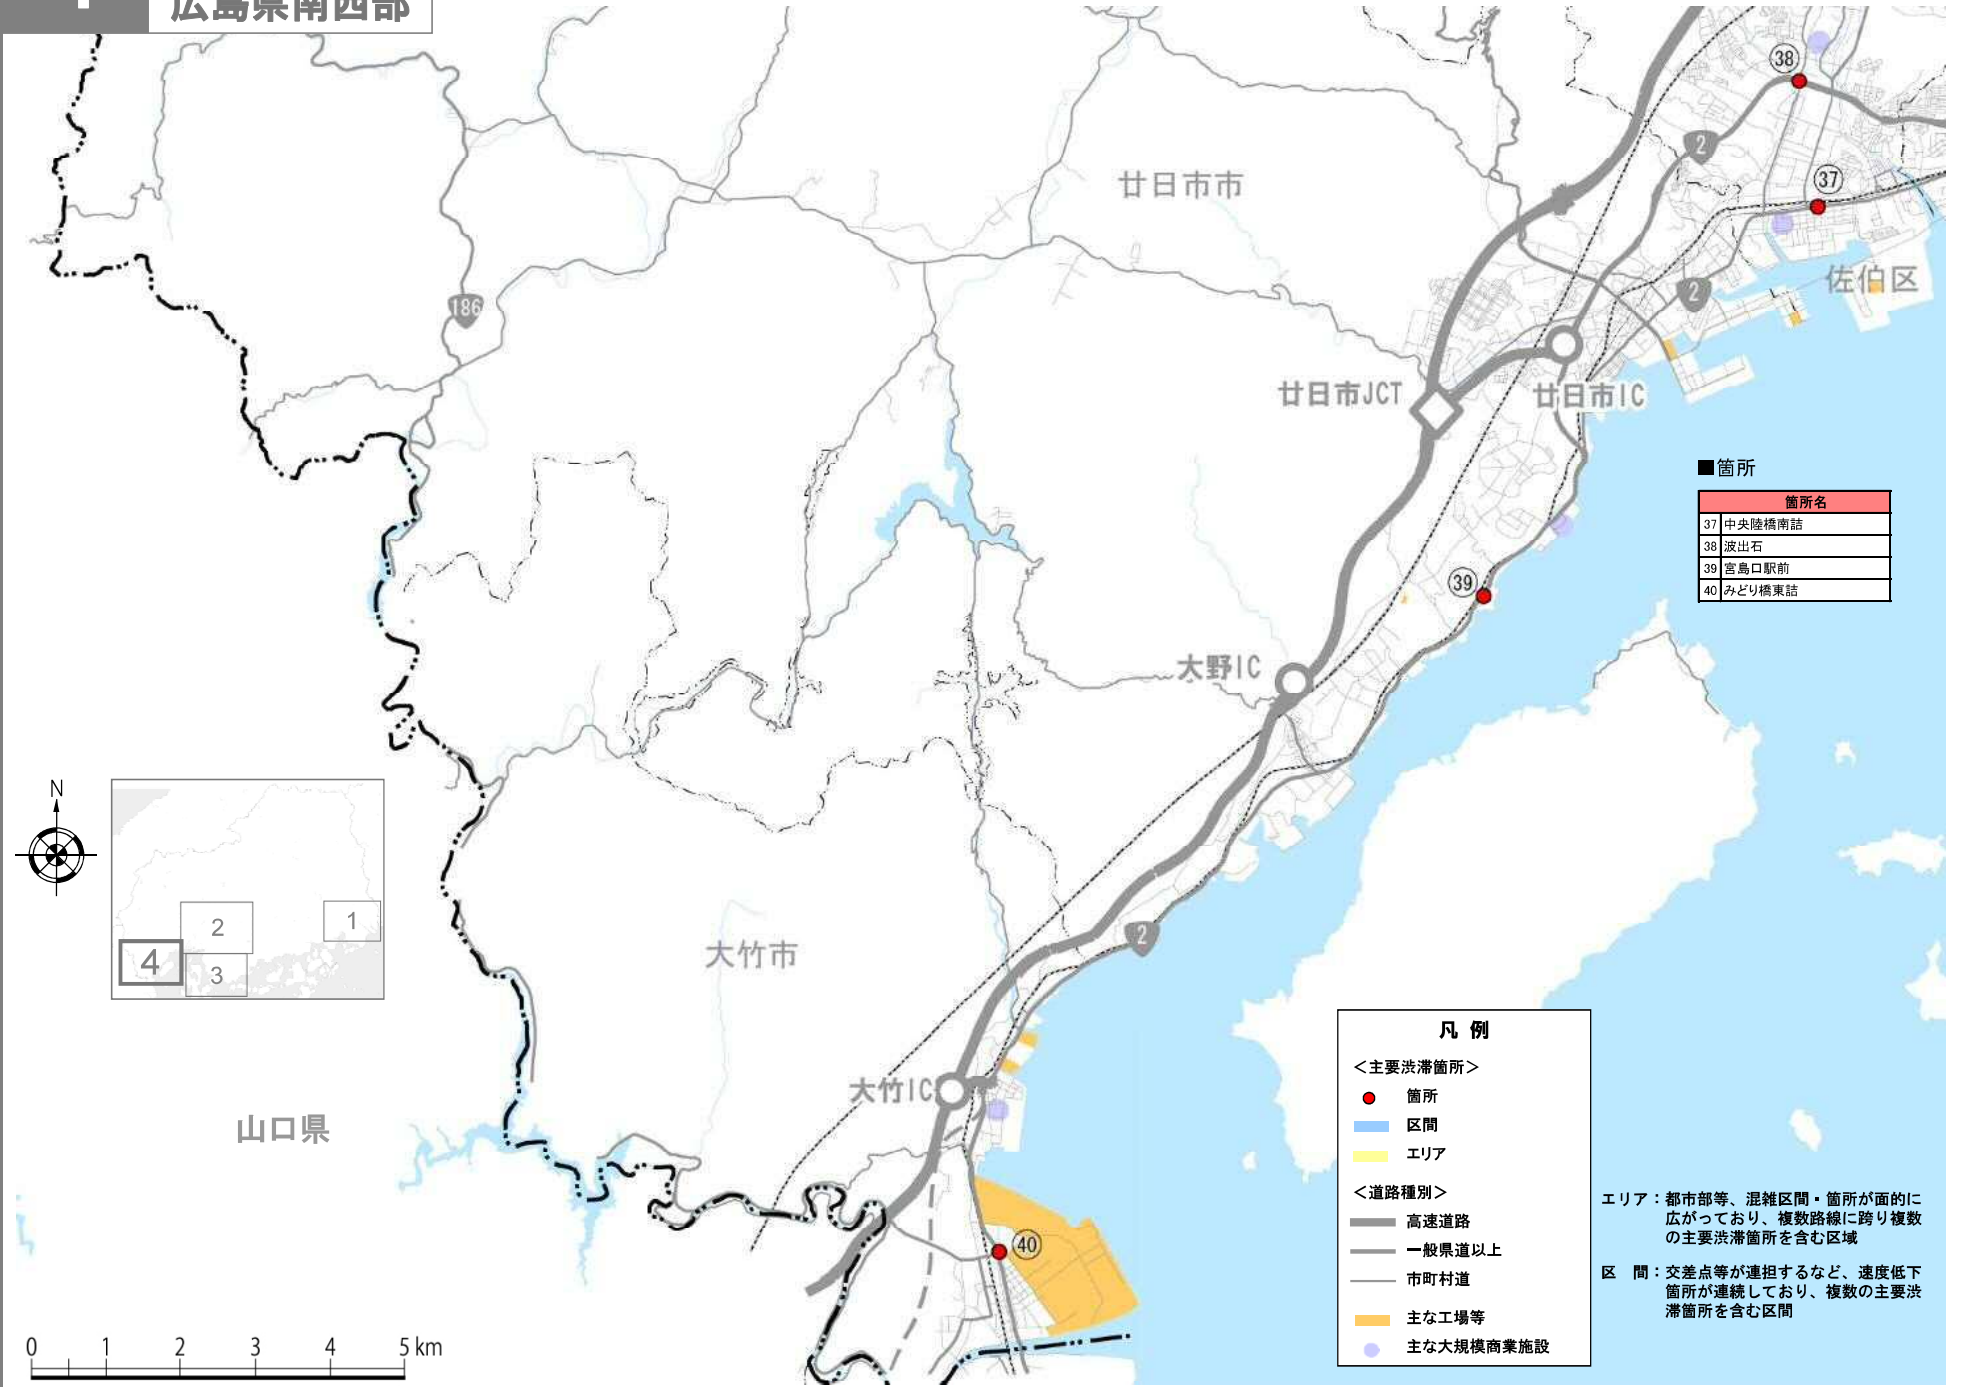 広島県南西部
38
2
37
廿日市市
佐伯区
2
186
廿日市JCT
廿日市IC
■箇所
箇所名
37 中央陸橋南詰
38 波出石
39 宮島口駅前
40 みどり橋東詰
39
大野IC
N
2
1
4
3
大竹市
2
大竹IC
山口県
40
凡 例
＜主要渋滞箇所＞
箇所
区間
エリア
＜道路種別＞
高速道路
一般県道以上
市町村道
主な工場等
主な大規模商業施設
エリア：都市部等、混雑区間・箇所が面的に
広がっており、複数路線に跨り複数
の主要渋滞箇所を含む区域
区　間：交差点等が連担するなど、速度低下
箇所が連続しており、複数の主要渋
滞箇所を含む区間
0 1 2 3 4 5 km